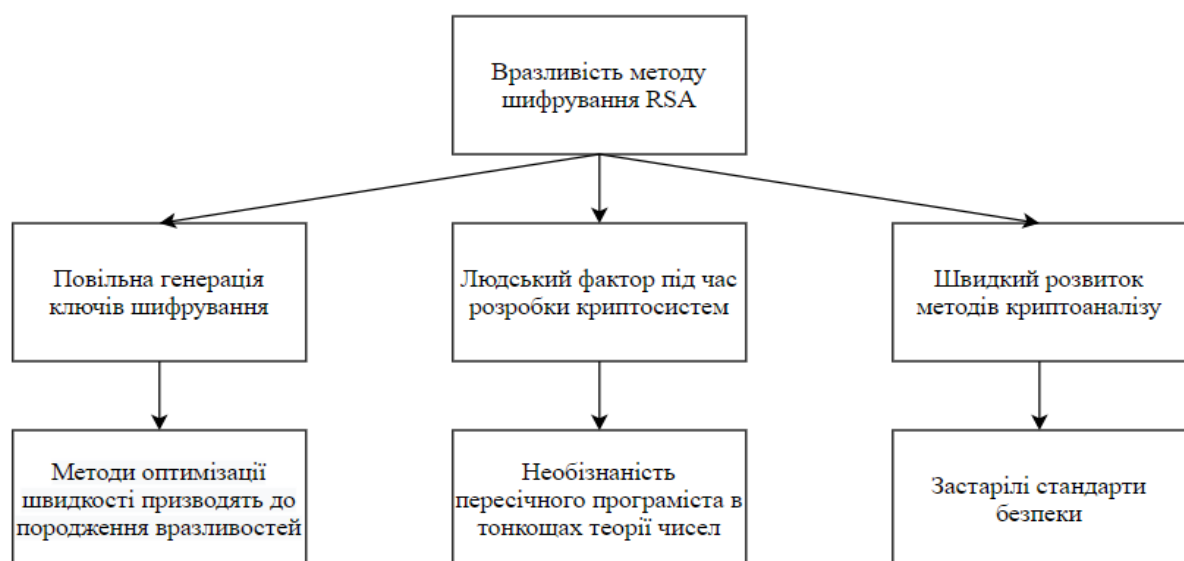 Вразливість методу
шифрування RSA
Повільна генерація
ключів шифрування
Людський фактор під час
розробки криптосистем
Швидкий розвиток
методів криптоаналізу
Методи оптимізації
швидкості призводять до
породження вразливостей
Необізнаність
пересічного програміста в
тонкощах теорії чисел
Застарілі стандарти
безпеки